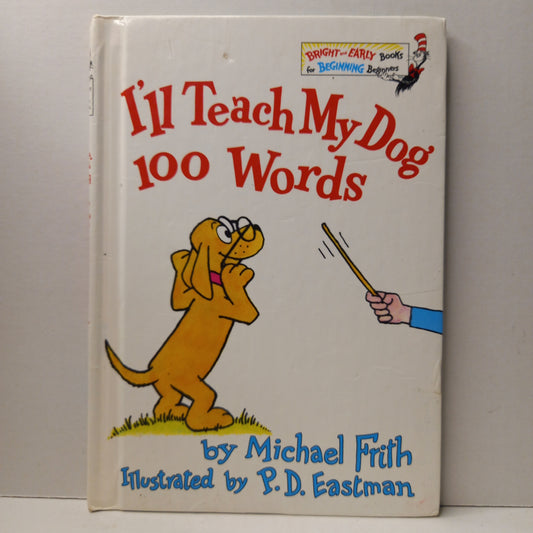 BRIGHT and EARLY Books
for BEGINNING Beginners
I'll Teach My Dog
100 Words
by Michael Frith
Illustrated by P.D. Eastman